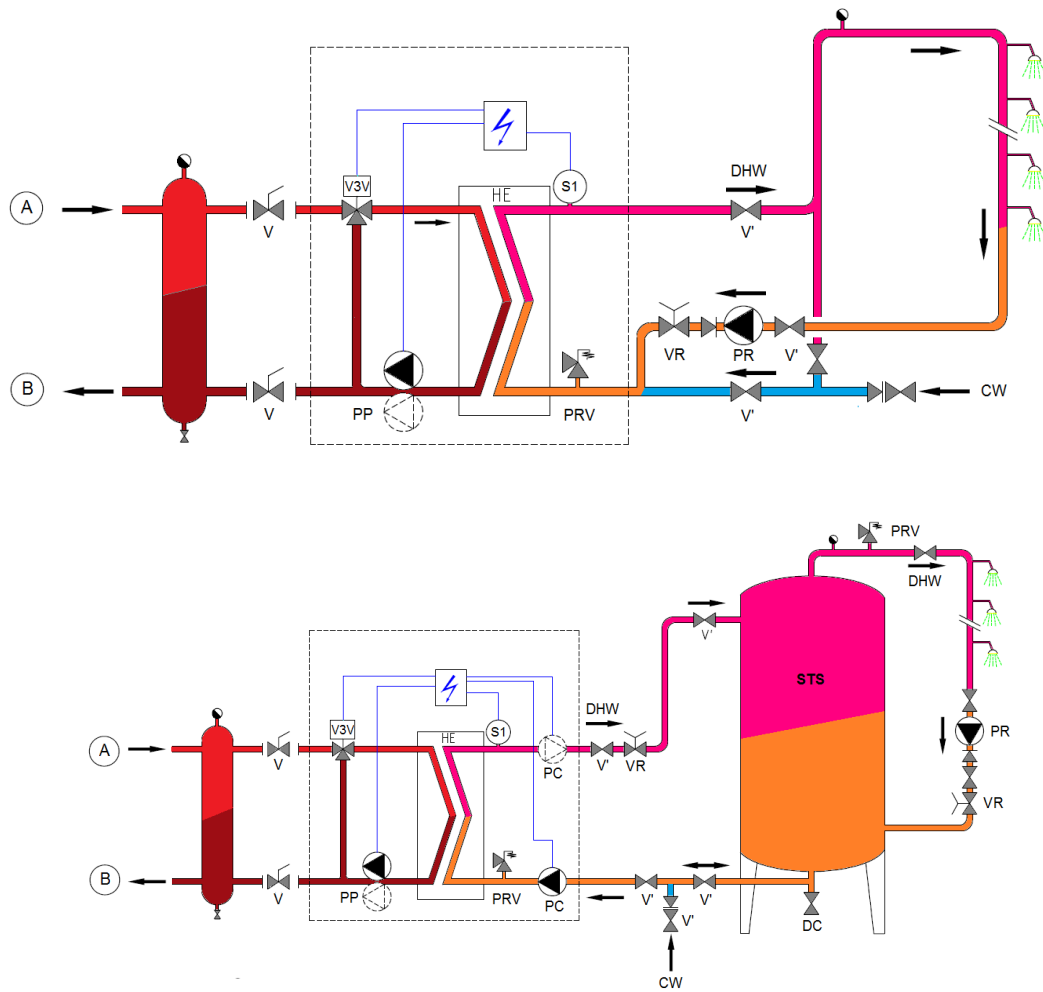 HE
DHW
V3V
S1
A
V
V'
VR
PR
V'
B
V
PP
PRV
V'
CW
PRV
DHW
V'
STS
DHW
V3V
S1
HE
A
PR
V
PC
V'
VR
VR
B
V
PP
PRV
PC
V'
V'
V'
DC
CW